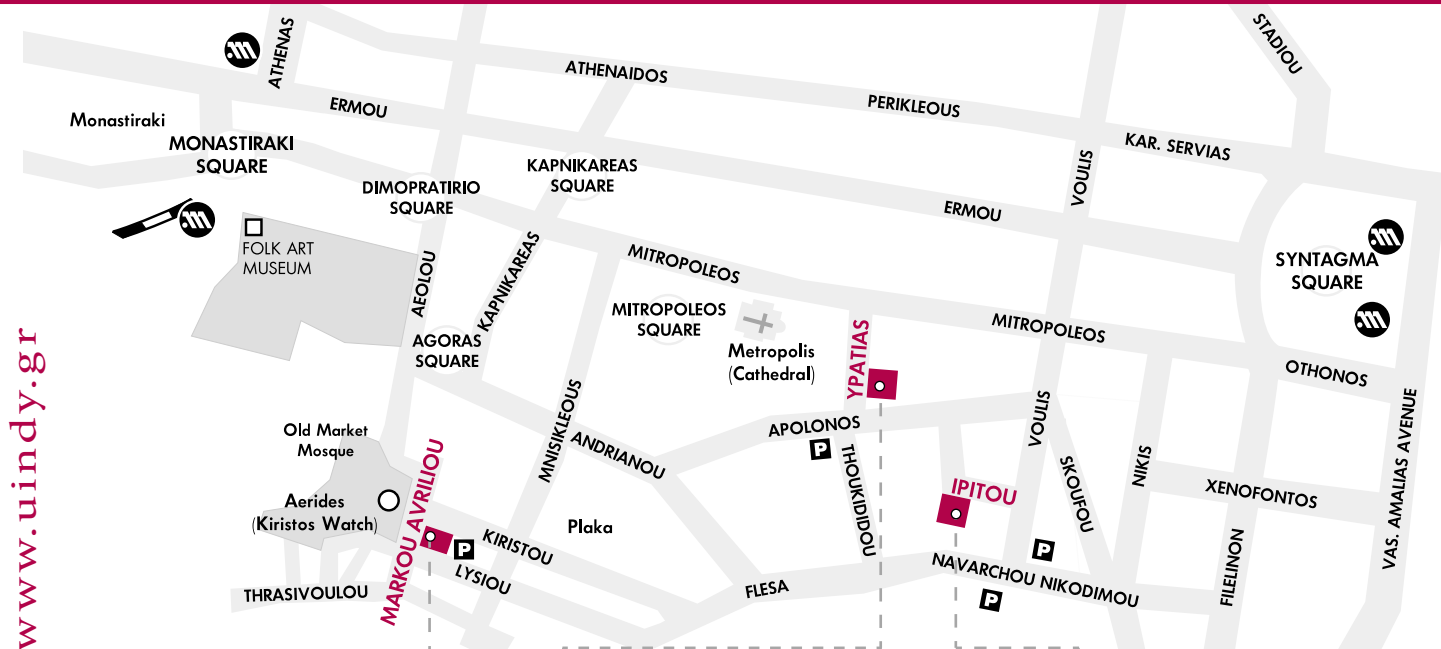 STADIOU
ATHENAS
ATHENAIDOS
PERIKLEOUS
ERMOU
Monastiraki
MONASTIRAKI
SQUARE
KAR. SERVIAS
KAPNIKAREAS
SQUARE
DIMOPRATIRIO
SQUARE
VOULIS
ERMOU
FOLK ART
MUSEUM
MITROPOLEOS
SYNTAGMA
SQUARE
AEOLOU
KAPNIKAREAS
MITROPOLEOS
SQUARE
MITROPOLEOS
AGORAS
SQUARE
Metropolis
(Cathedral)
YPATIAS
OTHONOS
www.uindy.gr
MNISIKLEOUS
APOLONOS
P
VOULIS
Old Market
Mosque
ANDRIANOU
THOUKIDIDOU
SKOUFOU
NIKIS
VAS. AMALIAS AVENUE
MARKOU AVRILIOU
Aerides
(Kiristos Watch)
IPITOU
XENOFONTOS
Plaka
KIRISTOU
P
LYSIOU
P
THRASIVOULOU
FLESA
NAVARCHOU NIKODIMOU
P
FILELINON